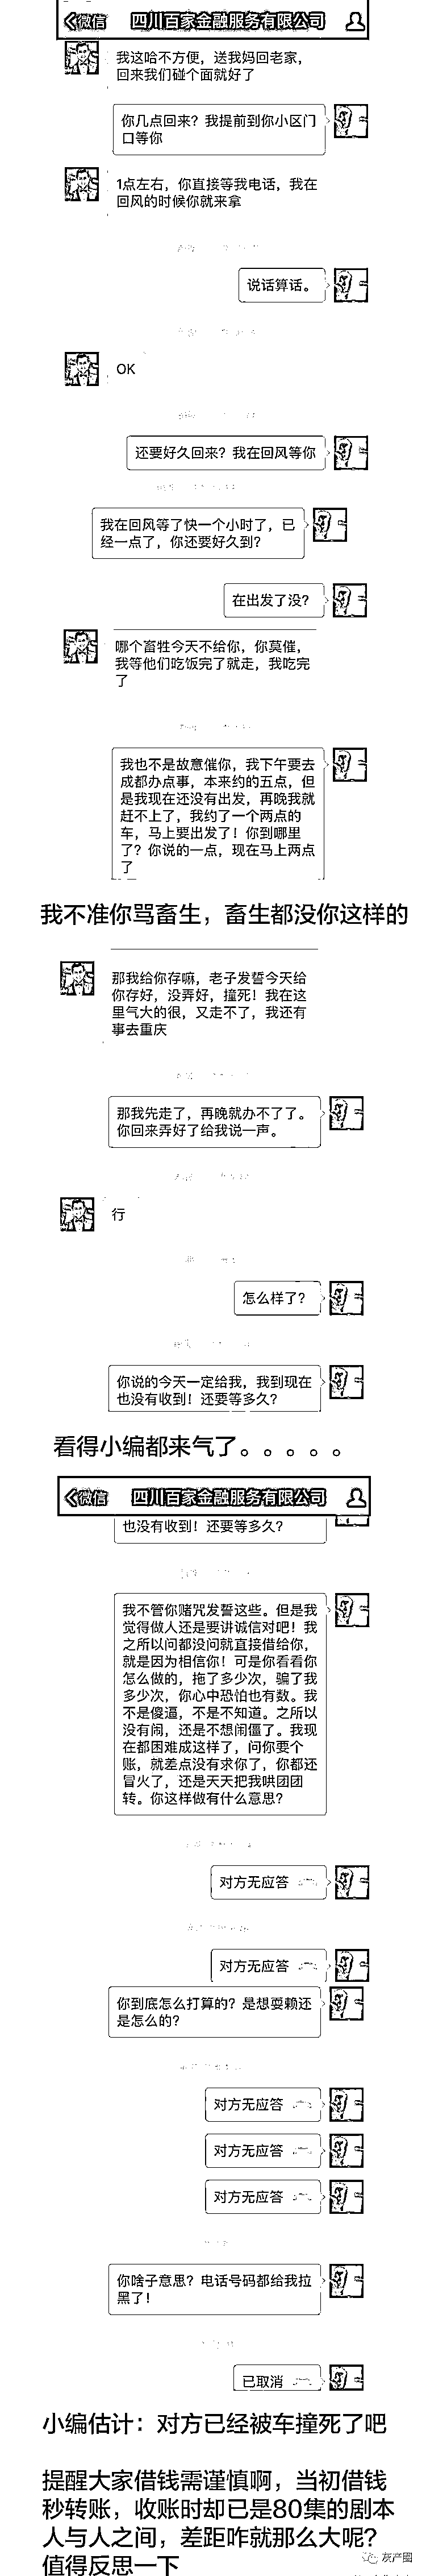 微信
四川百家金融服务有限公司
我这哈不方便，送我妈回老家，
回来我们碰个面就好了
你几点回来？我提前到你小区门
口等你
1点左右，你直接等我电话，我在
回风的时候你就来拿
说话算话。
OK
还要好久回来？我在回风等你
我在回风等了快一个小时了，已
经一点了，你还要好久到？
在出发了没？
哪个畜牲今天不给你，你莫催，
我等他们吃饭完了就走，我吃完
了
我也不是故意催你，我下午要去
成都办点事，本来约的五点，但
是我现在还没有出发，再晚我就
赶不上了，我约了一个两点的
车，马上要出发了！你到哪里
了？你说的一点，现在马上两点
了
我不准你骂畜生，畜生都没你这样的
那我给你存嘛，老子发誓今天给
你存好，没弄好，撞死！我在这
里气大的很，又走不了，我还有
事去重庆
那我先走了，再晚就办不了了。
你回来弄好了给我说一声。
行
怎么样了？
你说的今天一定给我，我到现在
也没有收到！还要等多久？
看得小编都来气了。。。。。
微信
四川百家金融服务有限公司
也没有收到！还要等多久？
我不管你赌咒发誓这些。但是我
觉得做人还是要讲诚信对吧！我
之所以问都没问就直接借给你，
就是因为相信你！可是你看看你
怎么做的，拖了多少次，骗了我
多少次，你心中恐怕也有数。我
不是傻逼，不是不知道。之所以
没有闹，还是不想闹僵了。我现
在都困难成这样了，问你要个
账，就差点没有求你了，你都还
冒火了，还是天天把我哄团团
转。你这样做有什么意思？
对方无应答
对方无应答
你到底怎么打算的？是想耍赖还
是怎么的？
对方无应答
对方无应答
对方无应答
你啥子意思？电话号码都给我拉
黑了！
已取消
小编估计：对方已经被车撞死了吧
提醒大家借钱需谨慎啊，当初借钱
秒转账，收账时却已是80集的剧本
人与人之间，差距咋就那么大呢？
值得反思一下
灰产圈